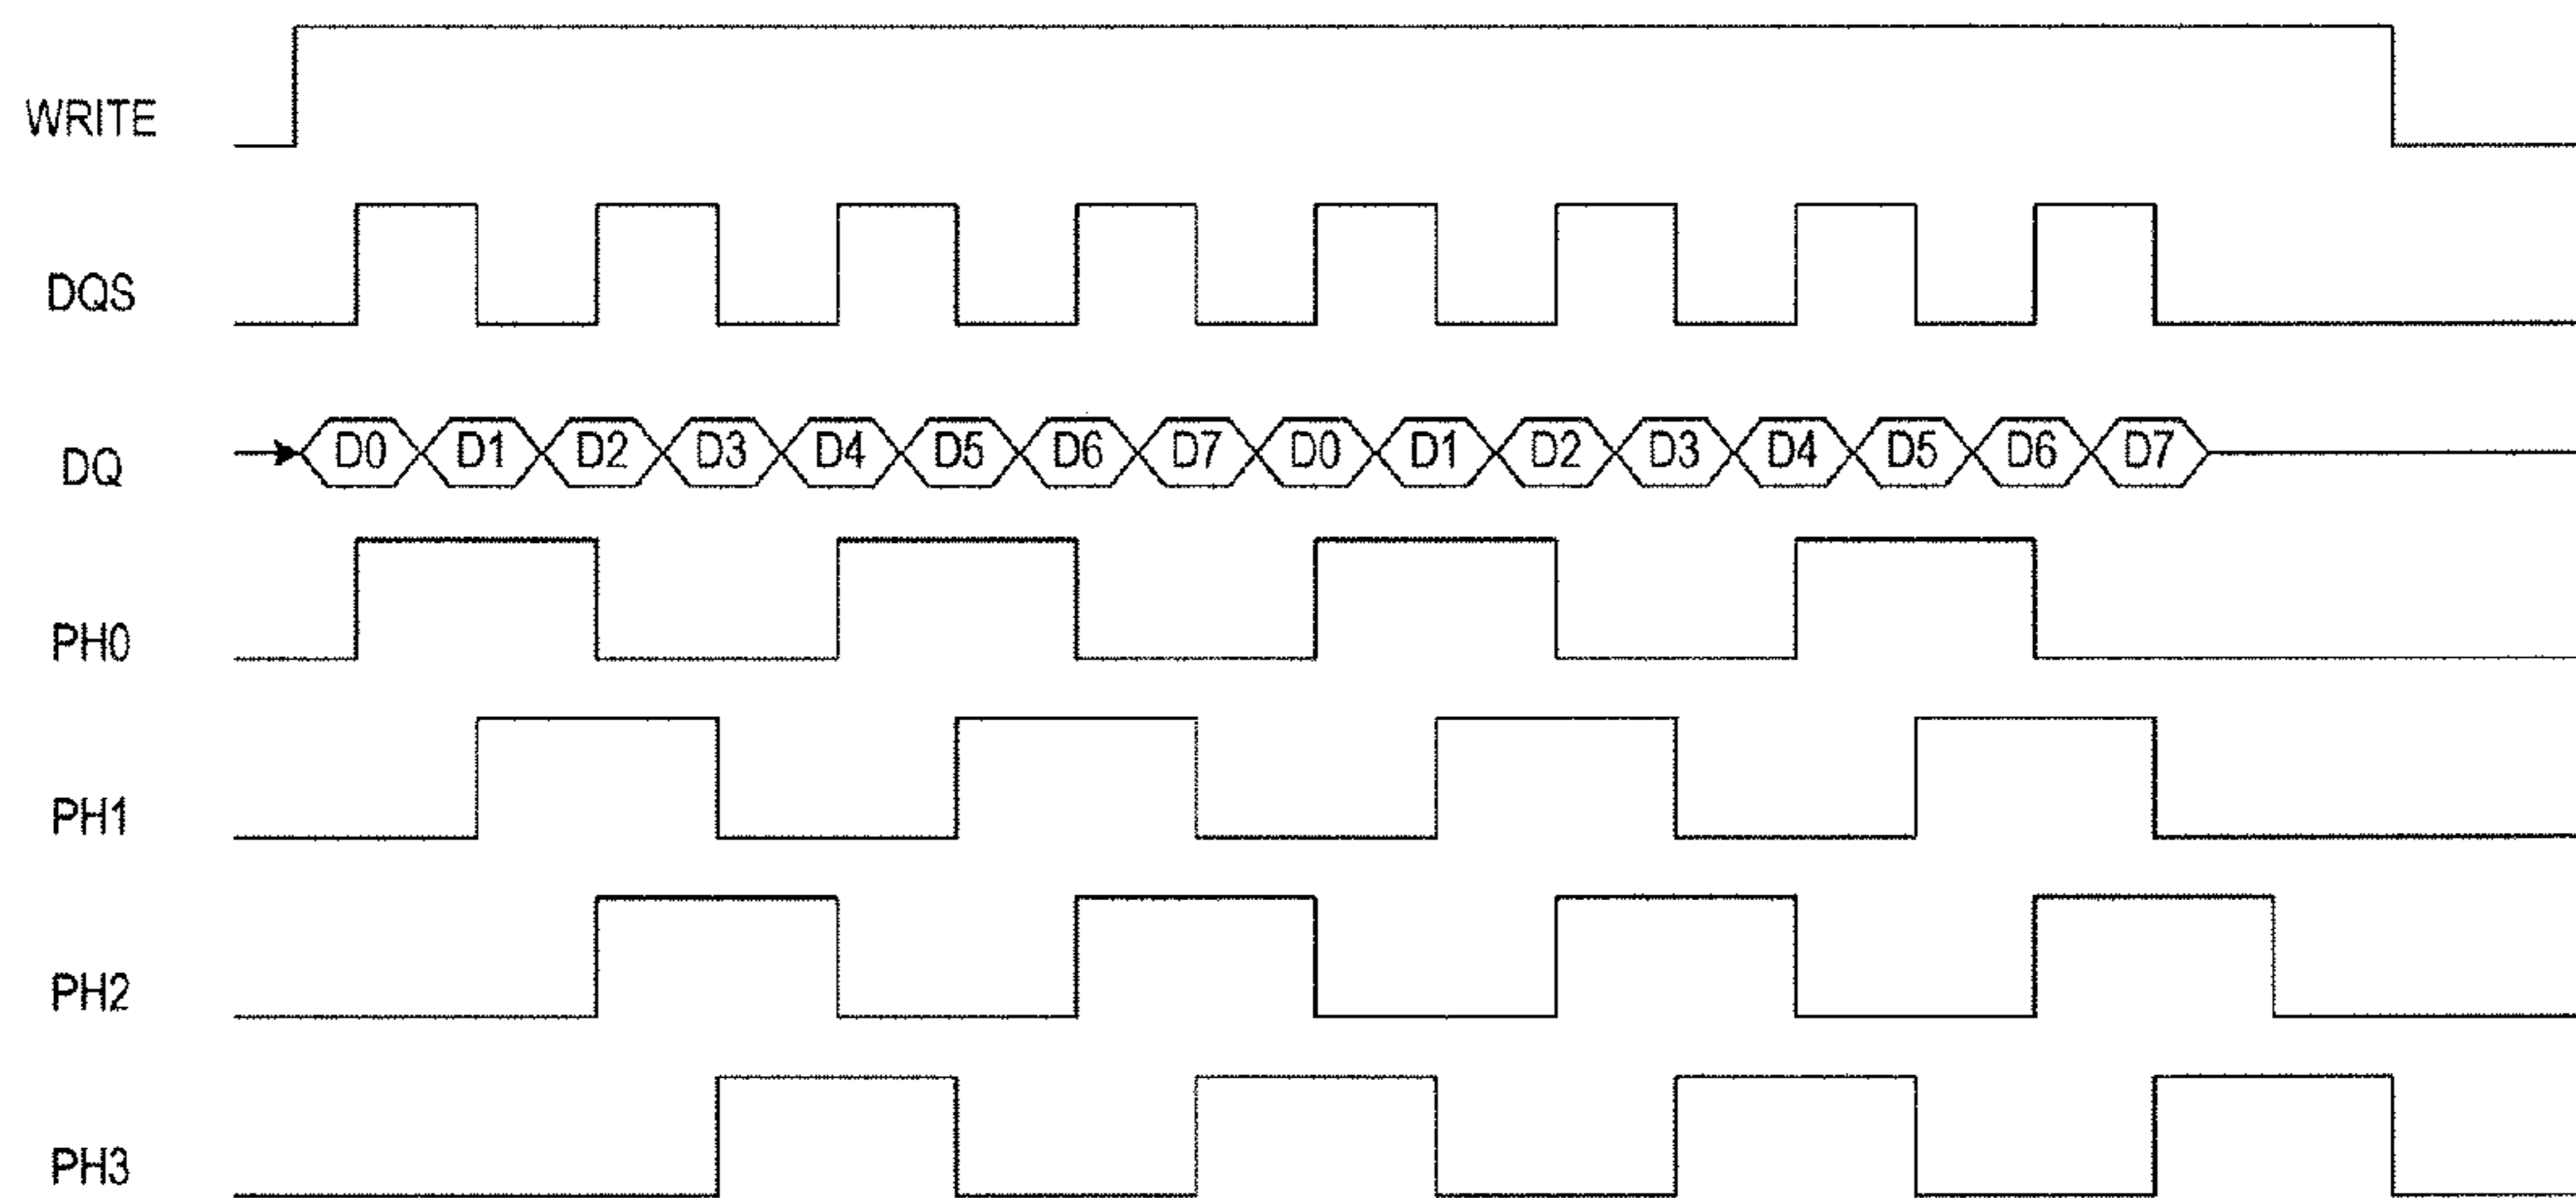 WRITE
DQS
DQ D0 D1 D2 D3 D4 D5 D6 D7 D0 D1 D2 D3 D4 D5 D6 D7
PH0
PH1
PH2
PH3